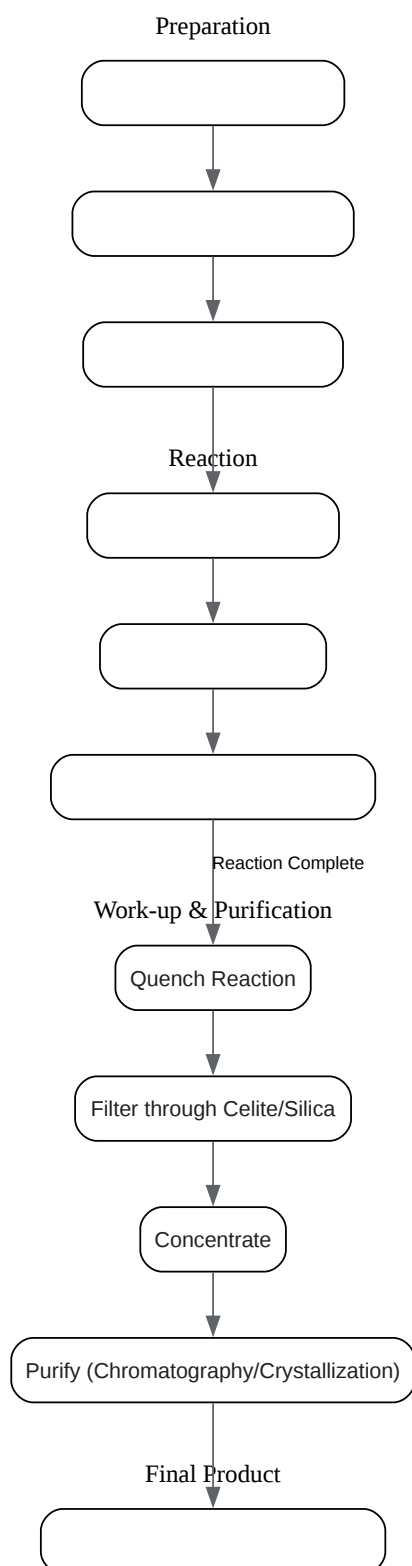 Preparation
Reaction
Reaction Complete
Work-up & Purification
Quench Reaction
Filter through Celite/Silica
Concentrate
Purify (Chromatography/Crystallization)
Final Product